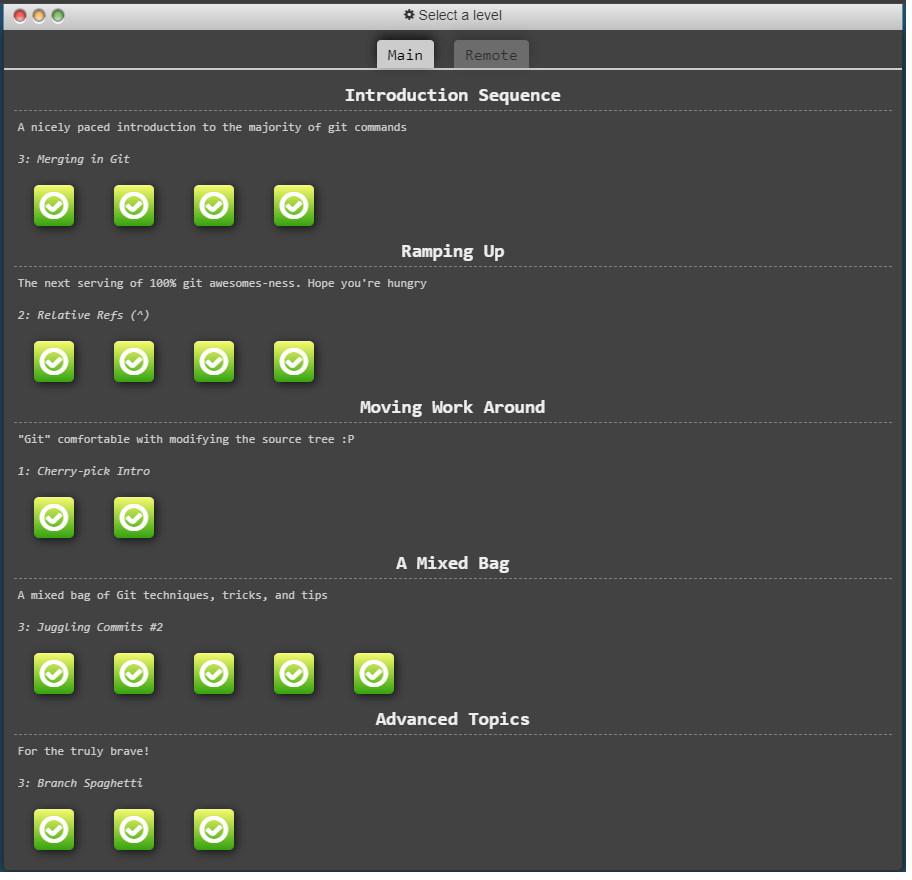 Select a level
Main Remote
Introduction Sequence
A nicely paced introduction to the majority of git commands
3: Merging in Git
Ramping Up
The next serving of 100% git awesomes-ness. Hope you're hungry
2: Relative Refs (^)
Moving Work Around
"Git" comfortable with modifying the source tree :P
1: Cherry-pick Intro
A Mixed Bag
A mixed bag of Git techniques, tricks, and tips
3: Juggling Commits #2
Advanced Topics
For the truly brave!
3: Branch Spaghetti